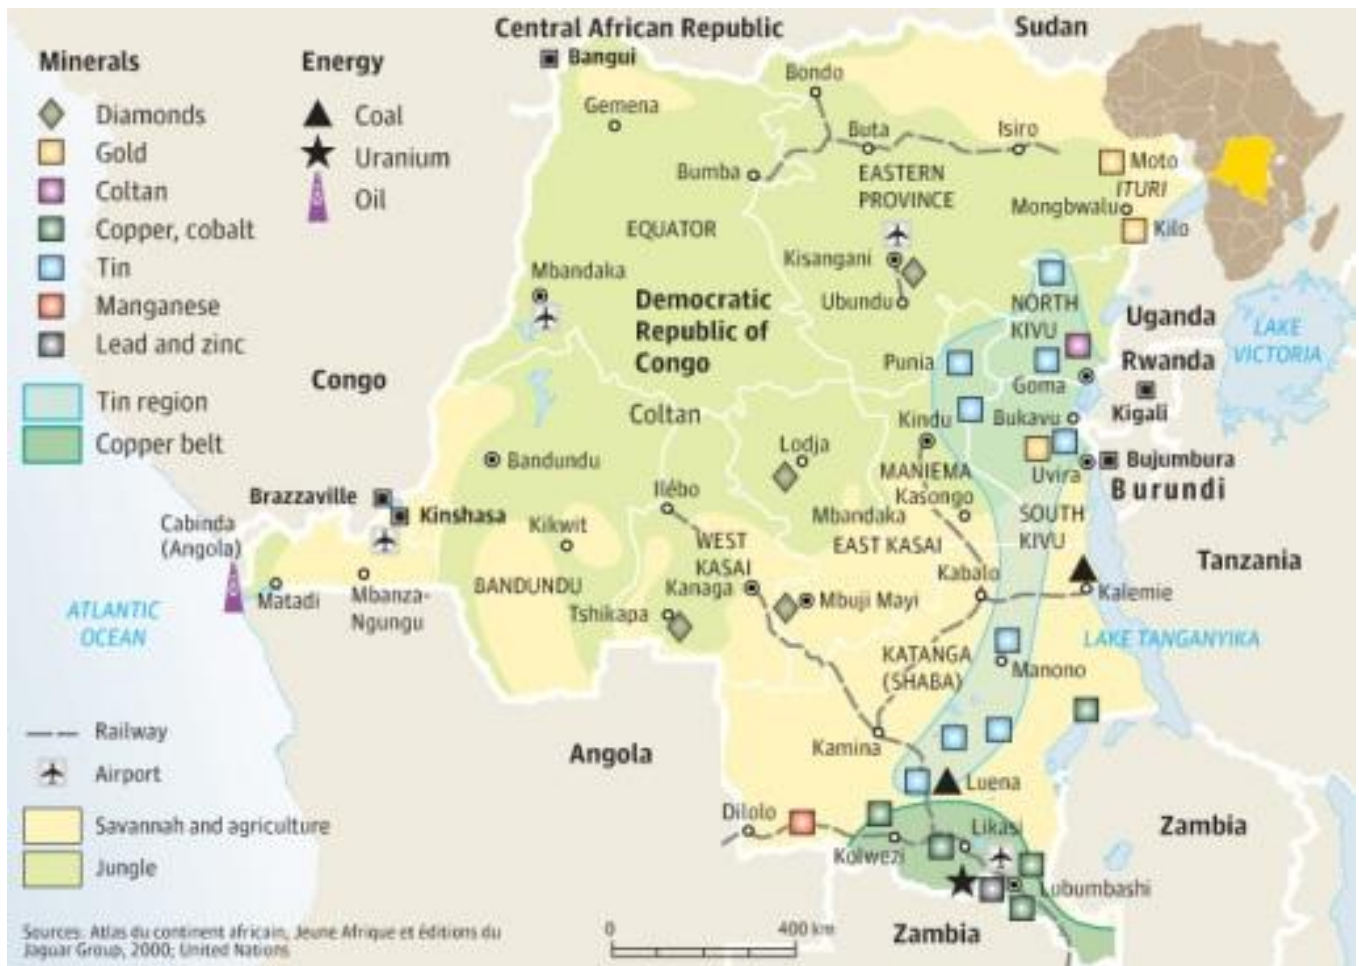 Central African Republic
Sudan
Minerals
Energy
Bangui
Bondo
Diamonds
Coal
Gemena
Gold
Uranium
Buta
Isiro
Moto
Coltan
Oil
Bumba
EASTERN
PROVINCE
ITURI
Mongbwalu
Copper, cobalt
EQUATOR
Kilo
Tin
Mbandaka
Kisangani
Manganese
Democratic
Republic of
Congo
Ubundu
NORTH
KIVU
Uganda
LAKE
VICTORIA
Lead and zinc
Punia
Rwanda
Congo
Goma
Kigali
Tin region
Coltan
Kindu
Bukavu
Copper belt
Lodja
Bandundu
MANIEMA
Uvira
Bujumbura
Burundi
Brazzaville
Ilébo
Kasongo
Kinshasa
Mbandaka
SOUTH
KIVU
Cabinda
(Angola)
Kikwit
WEST
KASAI
EAST KASAI
Tanzania
BANDUNDU
Kanaga
Kabalo
Matadi
Mbanza-
Ngungu
Mbuji Mayi
Kalemie
ATLANTIC
OCEAN
Tshikapa
LAKE TANGANYIKA
KATANGA
(SHABA)
Manono
Railway
Angola
Kamina
Airport
Luena
Dilolo
Savannah and agriculture
Likasi
Zambia
Kolwezi
Jungle
Lubumbashi
Sources: Atlas du continent africain, Jeune Afrique et éditions du
Jaguar Group, 2000; United Nations
0 400 km
Zambia